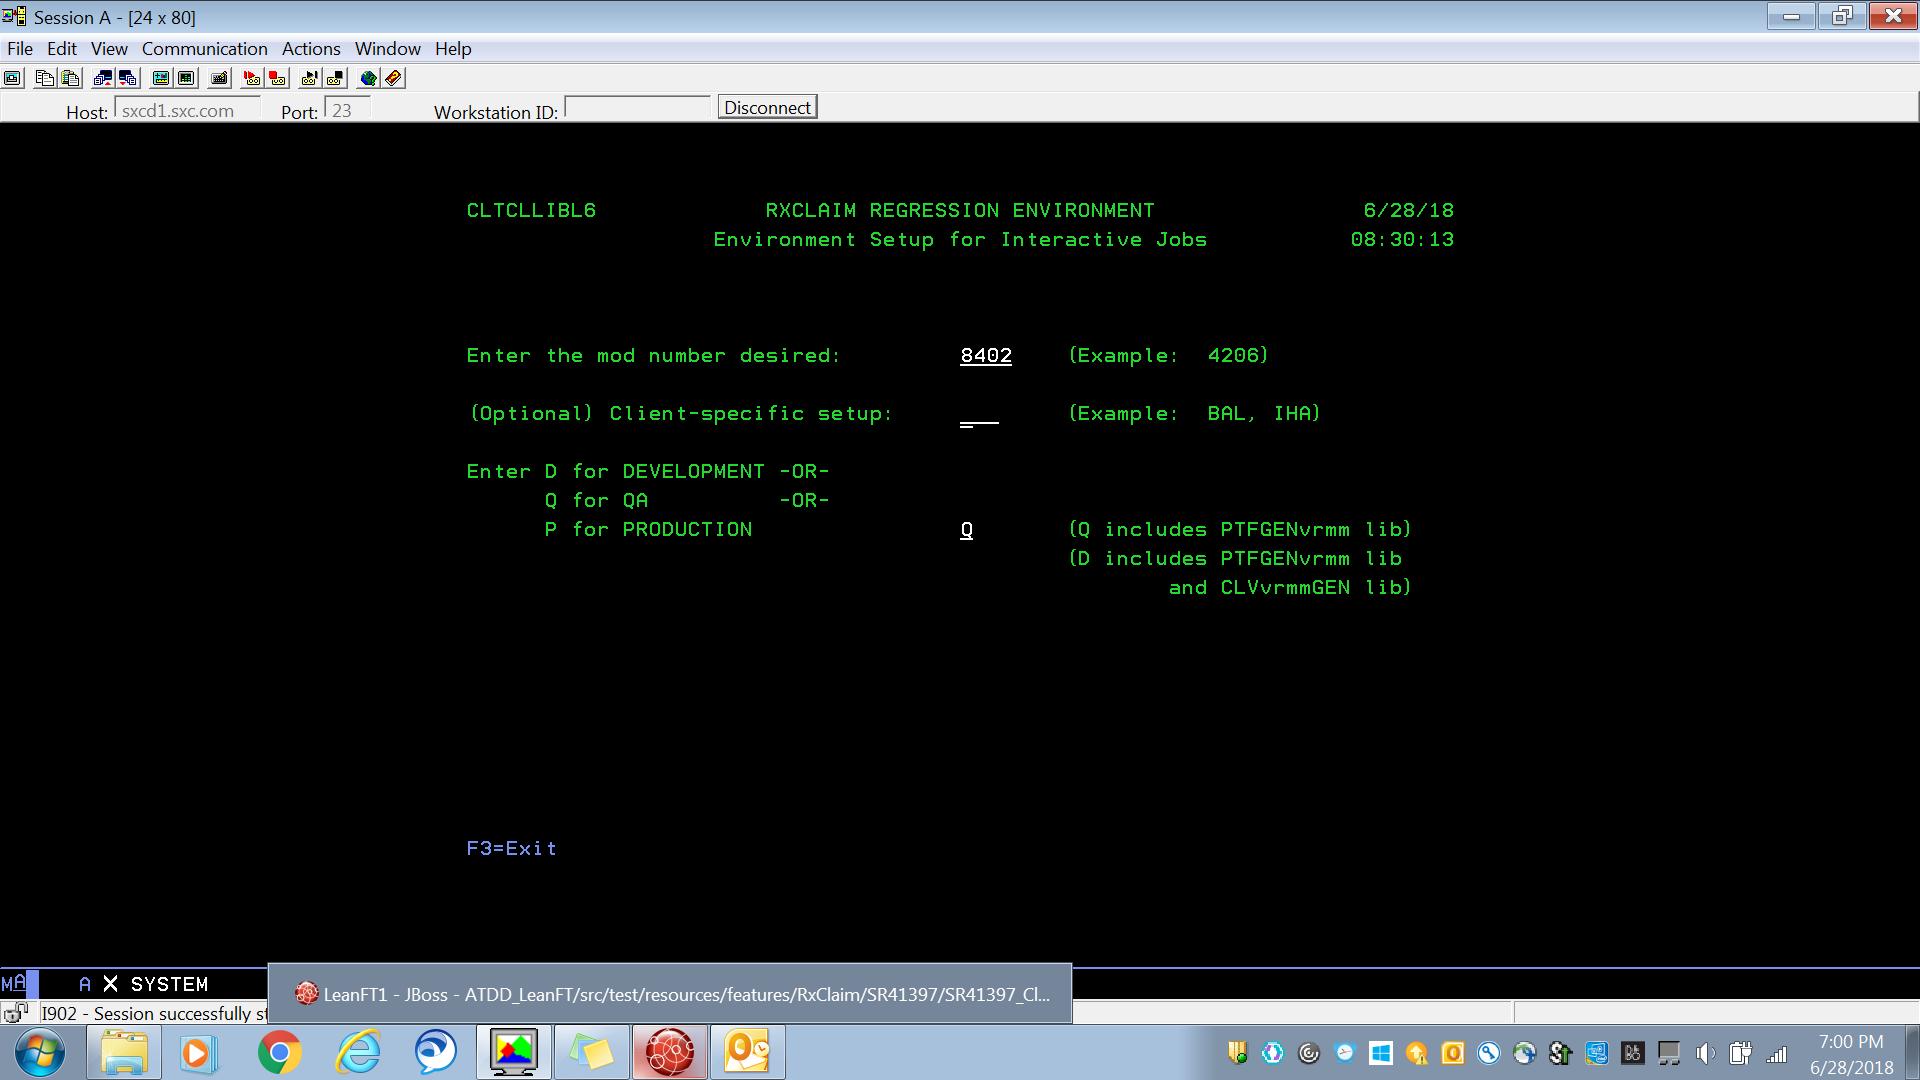 Session A - [24 x 80]
File Edit View Communication Actions Window Help
Host: sxcd1.sxc.com Port: 23 Workstation ID: Disconnect
CLTCLLIBL6 RXCLAIM REGRESSION ENVIRONMENT 6/28/18
Environment Setup for Interactive Jobs 08:30:13
Enter the mod number desired: 8402 (Example: 4206)
(Optional) Client-specific setup: ___ (Example: BAL, IHA)
Enter D for DEVELOPMENT -OR-
Q for QA -OR-
P for PRODUCTION Q (Q includes PTFGENvrmm lib)
(D includes PTFGENvrmm lib
and CLVvrmmGEN lib)
F3=Exit
MA A X SYSTEM
LeanFT1 - JBoss - ATDD_LeanFT/src/test/resources/features/RxClaim/SR41397/SR41397_Cl...
I902 - Session successfully st
7:00 PM
6/28/2018